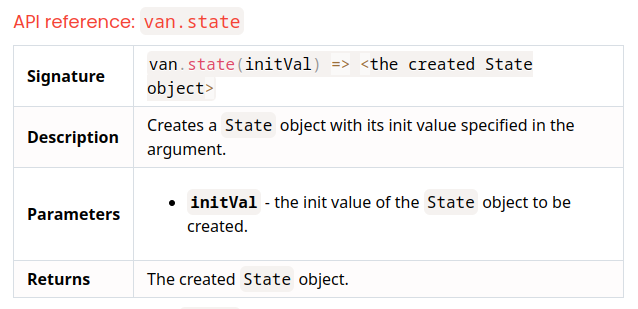 API reference: van.state
Signature
van.state(initVal) => <the created State
object>
Description
Creates a State object with its init value specified in the
argument.
Parameters
• initVal - the init value of the State object to be
created.
Returns
The created State object.